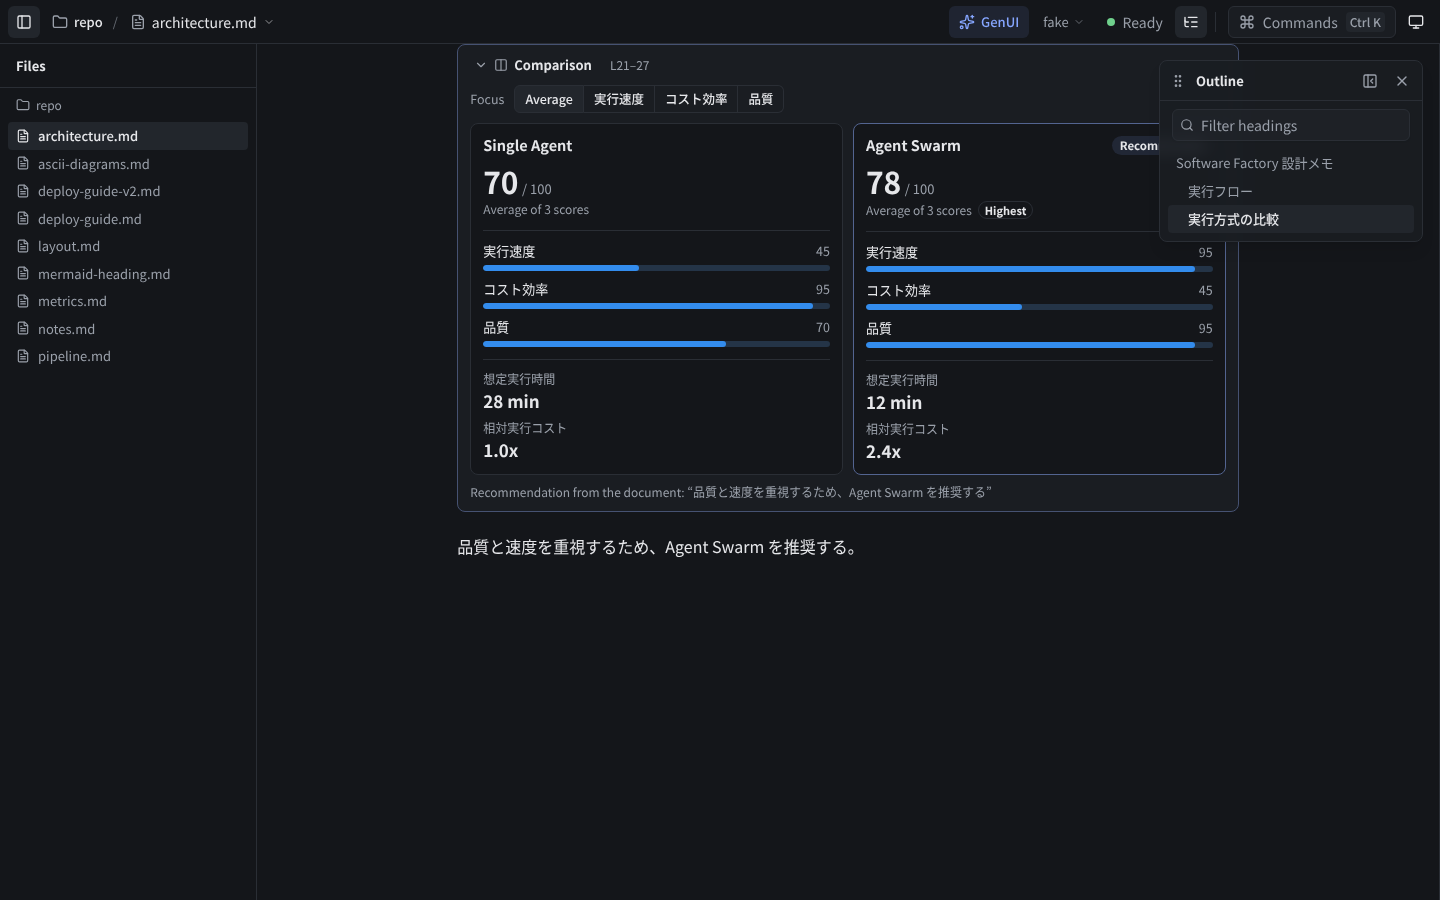 repo / architecture.md
GenUI
fake
Ready
Commands Ctrl K
Files
repo
architecture.md
ascii-diagrams.md
deploy-guide-v2.md
deploy-guide.md
layout.md
mermaid-heading.md
metrics.md
notes.md
pipeline.md
Comparison L21–27
Focus Average 実行速度 コスト効率 品質
Single Agent
70 / 100
Average of 3 scores
実行速度 45
コスト効率 95
品質 70
想定実行時間
28 min
相対実行コスト
1.0x
Agent Swarm
78 / 100
Average of 3 scores Highest
実行速度 95
コスト効率 45
品質 95
想定実行時間
12 min
相対実行コスト
2.4x
Recommendation from the document: “品質と速度を重視するため、Agent Swarm を推奨する”
品質と速度を重視するため、Agent Swarm を推奨する。
Outline
Filter headings
Software Factory 設計メモ
実行フロー
実行方式の比較